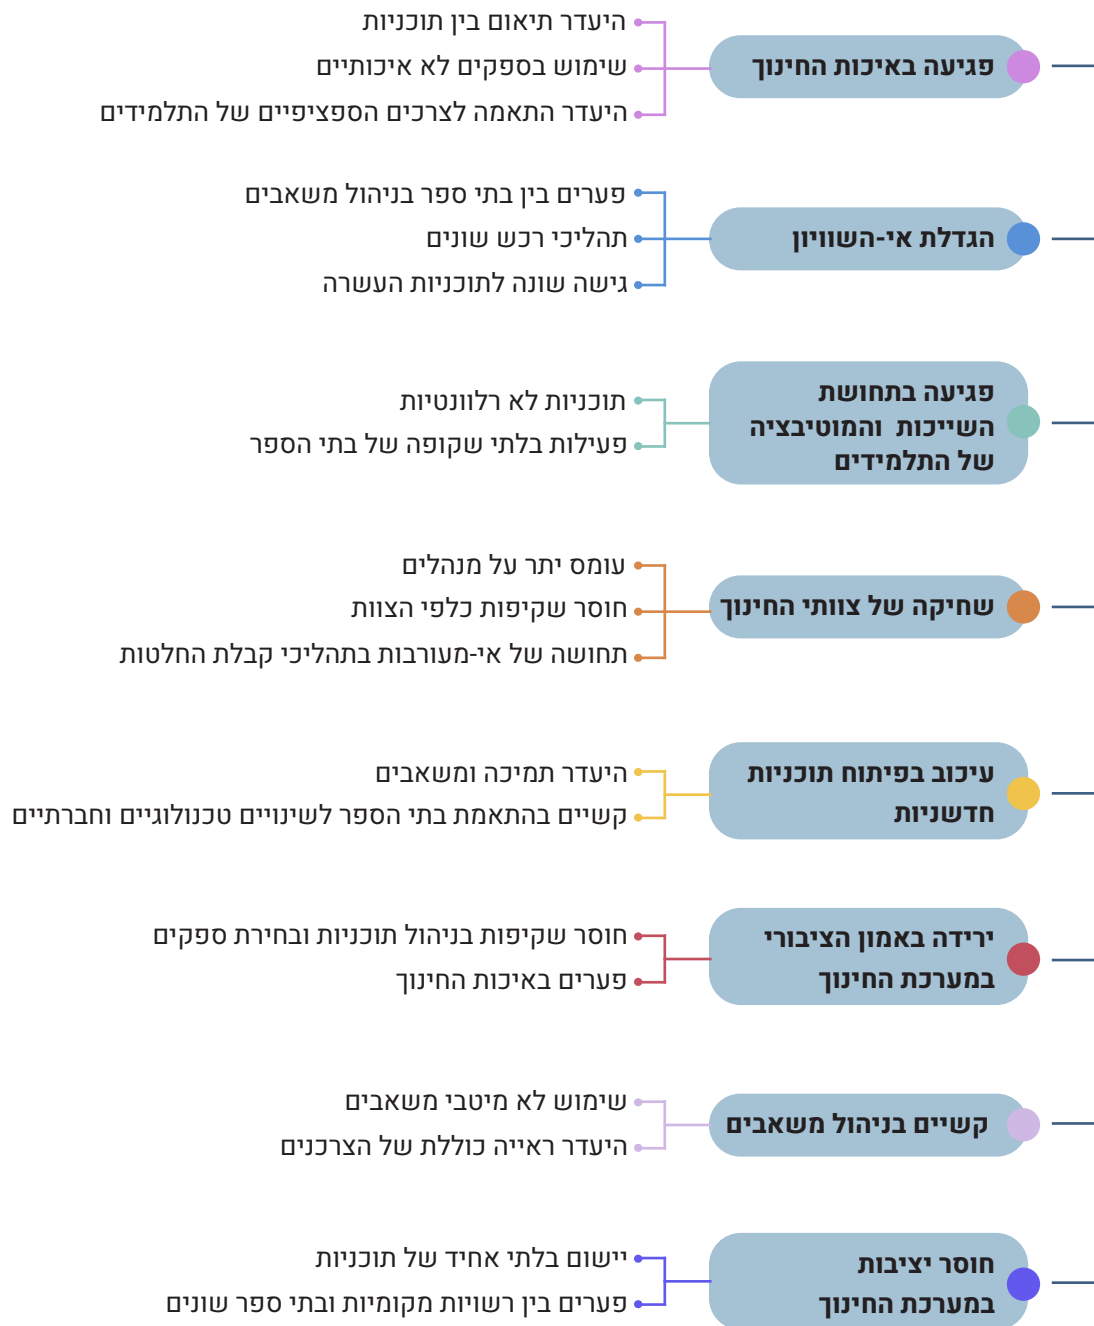 פגיעה באיכות החינוך
היעדר תיאום בין תוכניות
שימוש בספקים לא איכותיים
היעדר התאמה לצרכים הספציפיים של התלמידים
הגדלת אי-השוויון
פערים בין בתי ספר בניהול משאבים
תהליכי רכש שונים
גישה שונה לתוכניות העשרה
פגיעה בתחושת
השייכות והמוטיבציה
של התלמידים
תוכניות לא רלוונטיות
פעילות בלתי שקופה של בתי הספר
שחיקה של צוותי החינוך
עומס יתר על מנהלים
חוסר שקיפות כלפי הצוות
תחושה של אי-מעורבות בתהליכי קבלת החלטות
עיכוב בפיתוח תוכניות
חדשניות
היעדר תמיכה ומשאבים
קשיים בהתאמת בתי הספר לשינויים טכנולוגיים וחברתיים
ירידה באמון הציבורי
במערכת החינוך
חוסר שקיפות בניהול תוכניות ובחירת ספקים
פערים באיכות החינוך
קשיים בניהול משאבים
שימוש לא מיטבי משאבים
היעדר ראייה כוללת של הצרכנים
חוסר יציבות
במערכת החינוך
יישום בלתי אחיד של תוכניות
פערים בין רשויות מקומיות ובתי ספר שונים